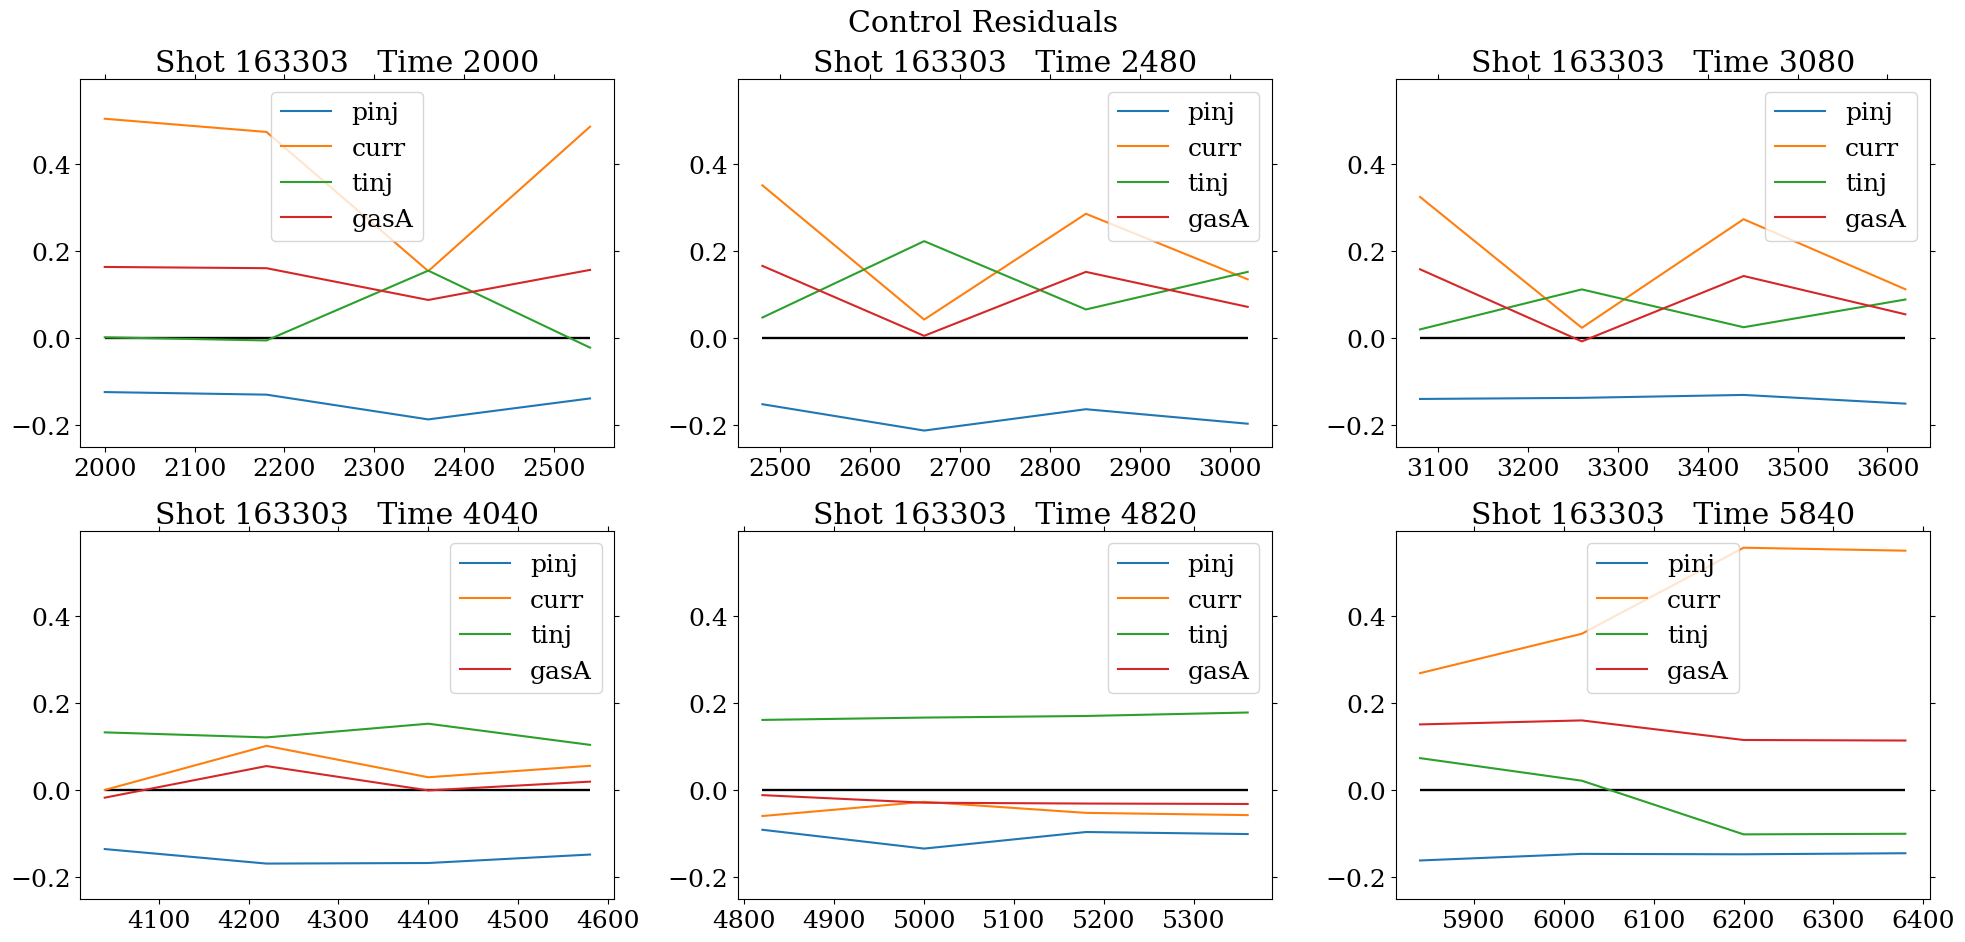 Control Residuals
Shot 163303   Time 2000
pinj
curr
tinj
gasA
0.4
0.2
0.0
−0.2
2000 2100 2200 2300 2400 2500
Shot 163303   Time 2480
pinj
curr
tinj
gasA
0.4
0.2
0.0
−0.2
2500 2600 2700 2800 2900 3000
Shot 163303   Time 3080
pinj
curr
tinj
gasA
0.4
0.2
0.0
−0.2
3100 3200 3300 3400 3500 3600
Shot 163303   Time 4040
pinj
curr
tinj
gasA
0.4
0.2
0.0
−0.2
4100 4200 4300 4400 4500 4600
Shot 163303   Time 4820
pinj
curr
tinj
gasA
0.4
0.2
0.0
−0.2
4800 4900 5000 5100 5200 5300
Shot 163303   Time 5840
pinj
curr
tinj
gasA
0.4
0.2
0.0
−0.2
5900 6000 6100 6200 6300 6400